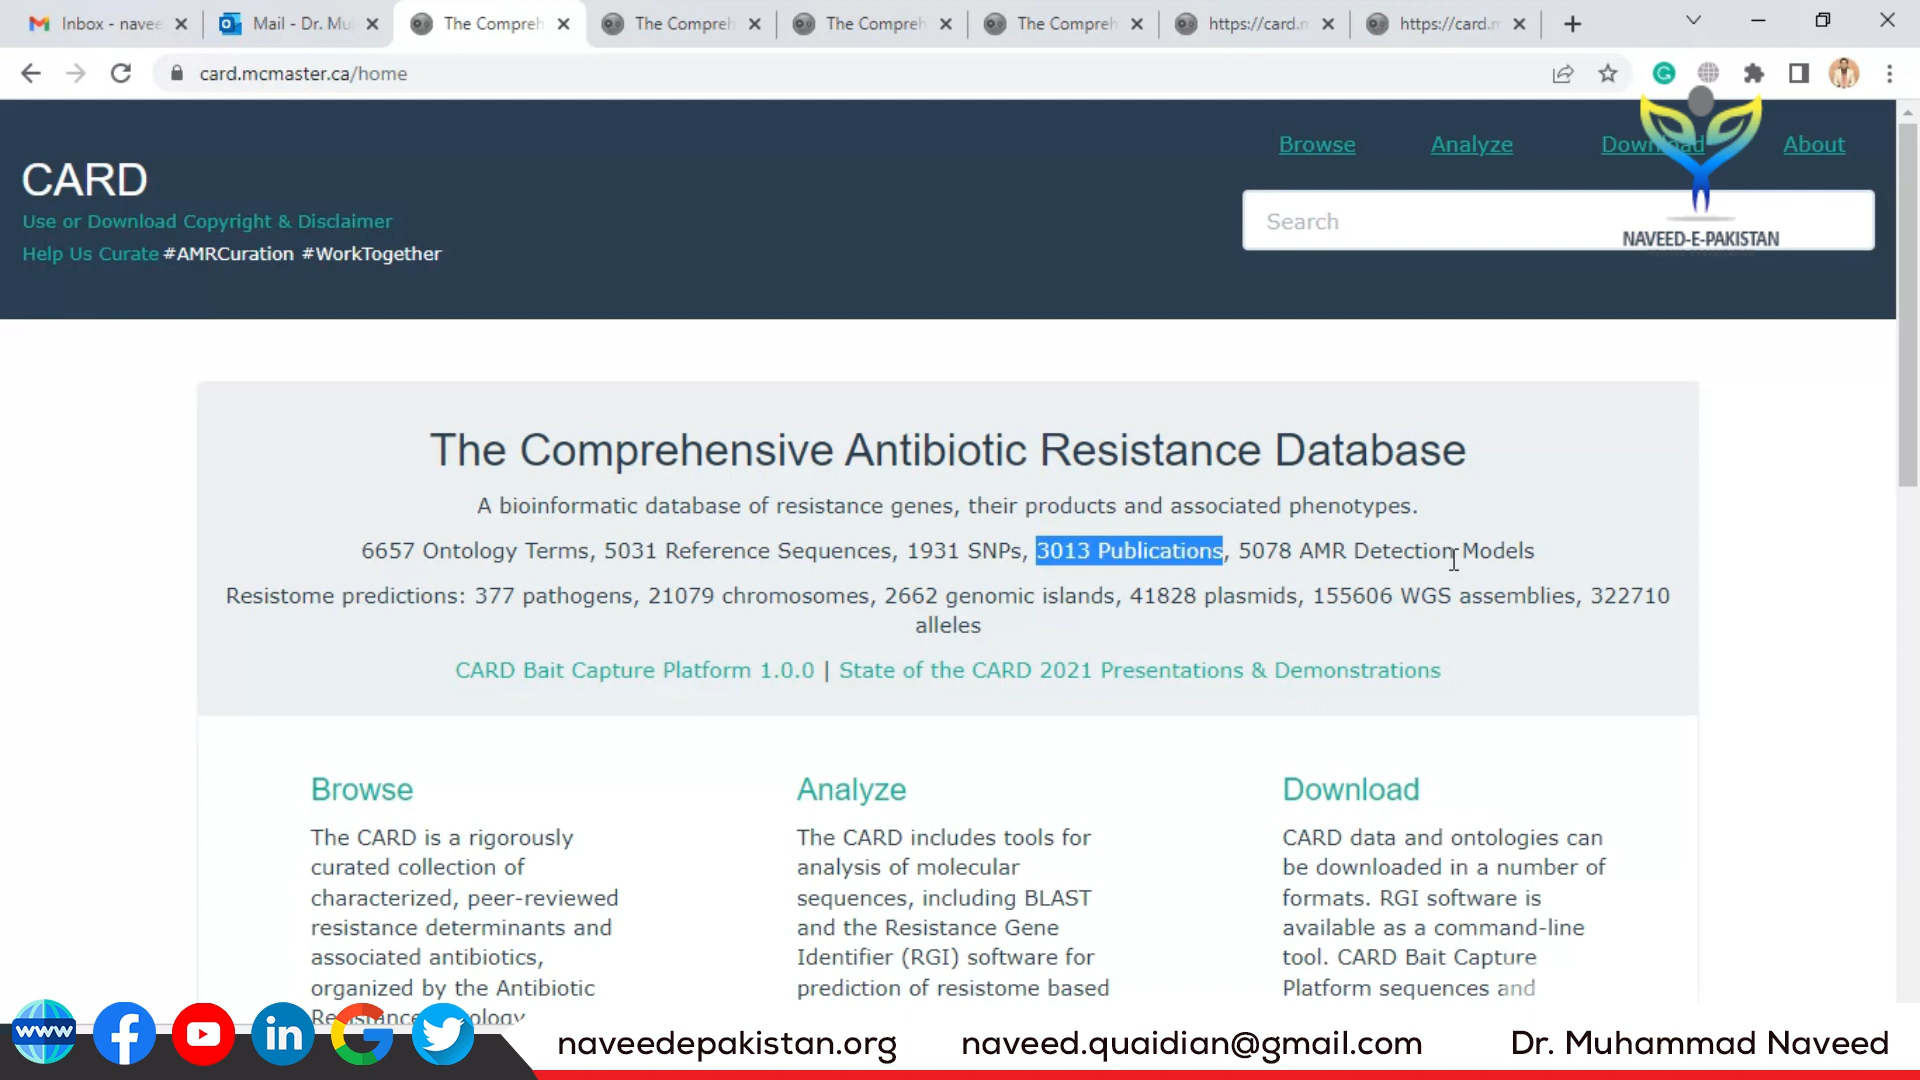 Inbox - navee
Mail - Dr. Mu
The Compreh
The Compreh
The Compreh
The Compreh
https://card.m
https://card.m
card.mcmaster.ca/home
Browse Analyze Download About
CARD
Use or Download Copyright & Disclaimer
Help Us Curate #AMRCuration #WorkTogether
Search
NAVEED-E-PAKISTAN
The Comprehensive Antibiotic Resistance Database
A bioinformatic database of resistance genes, their products and associated phenotypes.
6657 Ontology Terms, 5031 Reference Sequences, 1931 SNPs, 3013 Publications, 5078 AMR Detection Models
Resistome predictions: 377 pathogens, 21079 chromosomes, 2662 genomic islands, 41828 plasmids, 155606 WGS assemblies, 322710
alleles
CARD Bait Capture Platform 1.0.0 | State of the CARD 2021 Presentations & Demonstrations
Browse
The CARD is a rigorously
curated collection of
characterized, peer-reviewed
resistance determinants and
associated antibiotics,
organized by the Antibiotic
Analyze
The CARD includes tools for
analysis of molecular
sequences, including BLAST
and the Resistance Gene
Identifier (RGI) software for
prediction of resistome based
Download
CARD data and ontologies can
be downloaded in a number of
formats. RGI software is
available as a command-line
tool. CARD Bait Capture
Platform sequences and
WWW
in
naveedepakistan.org naveed.quaidian@gmail.com Dr. Muhammad Naveed